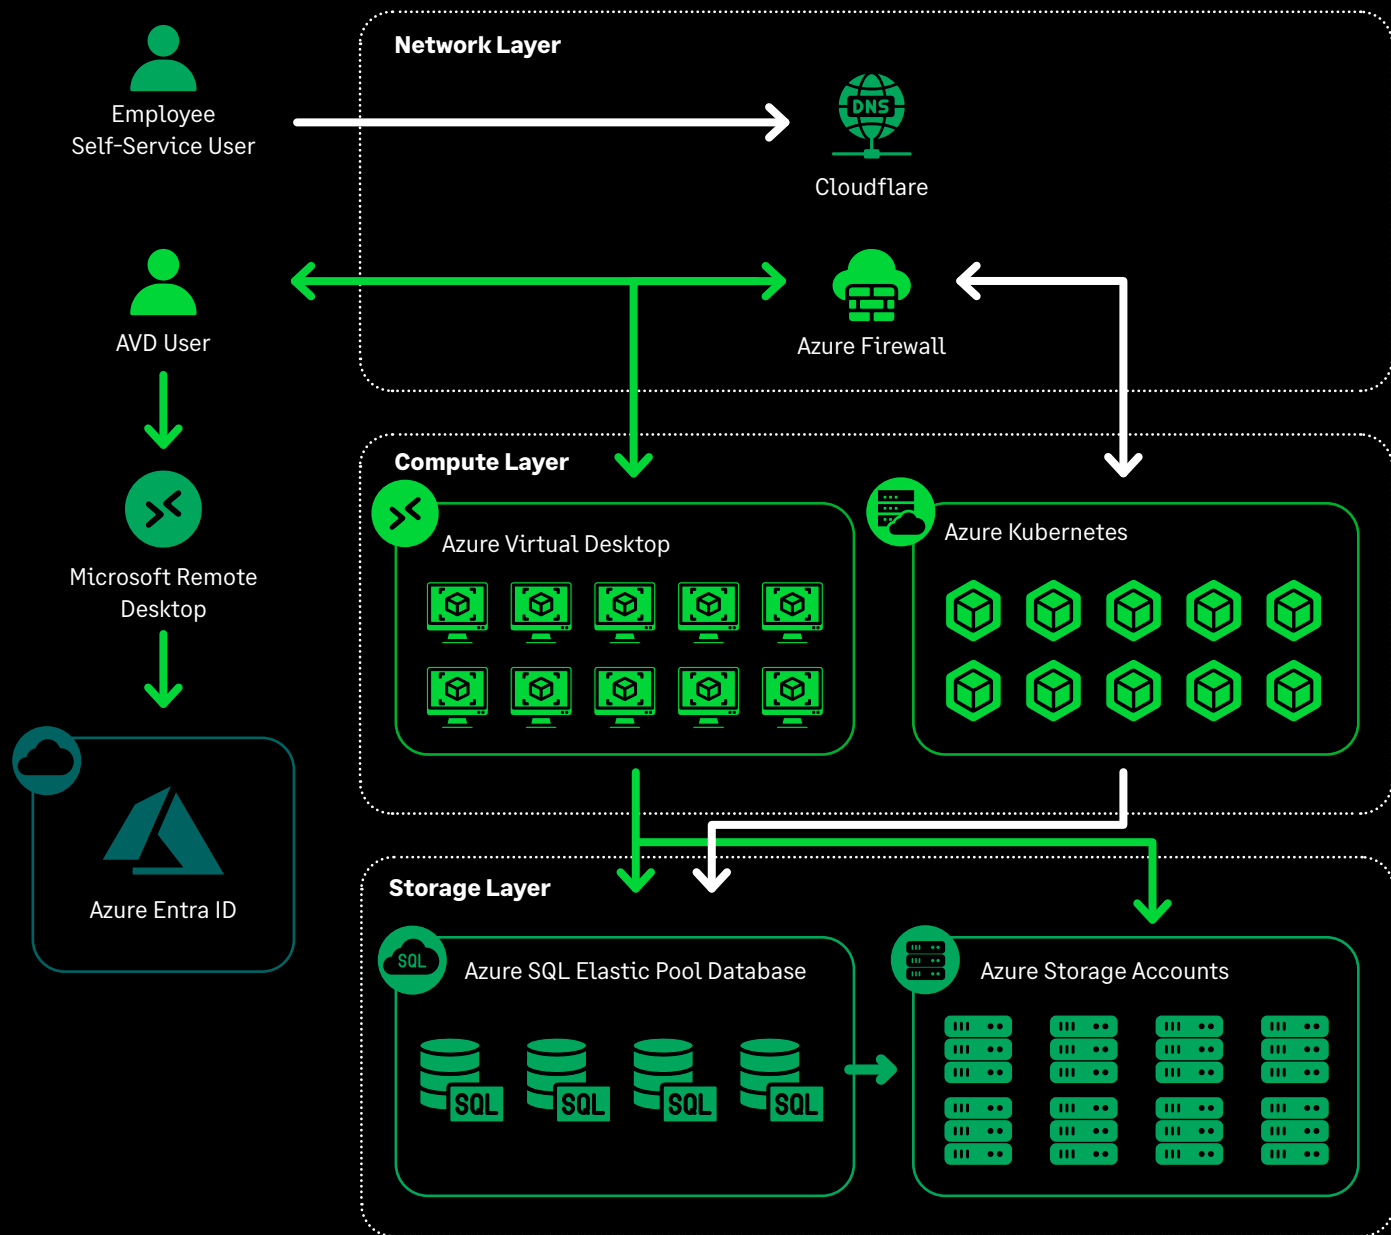 Network Layer
Employee
Self-Service User
DNS
Cloudflare
AVD User
Azure Firewall
Microsoft Remote
Desktop
Compute Layer
Azure Virtual Desktop
Azure Kubernetes
Azure Entra ID
Storage Layer
SQL
Azure SQL Elastic Pool Database
Azure Storage Accounts
SQL
SQL
SQL
SQL